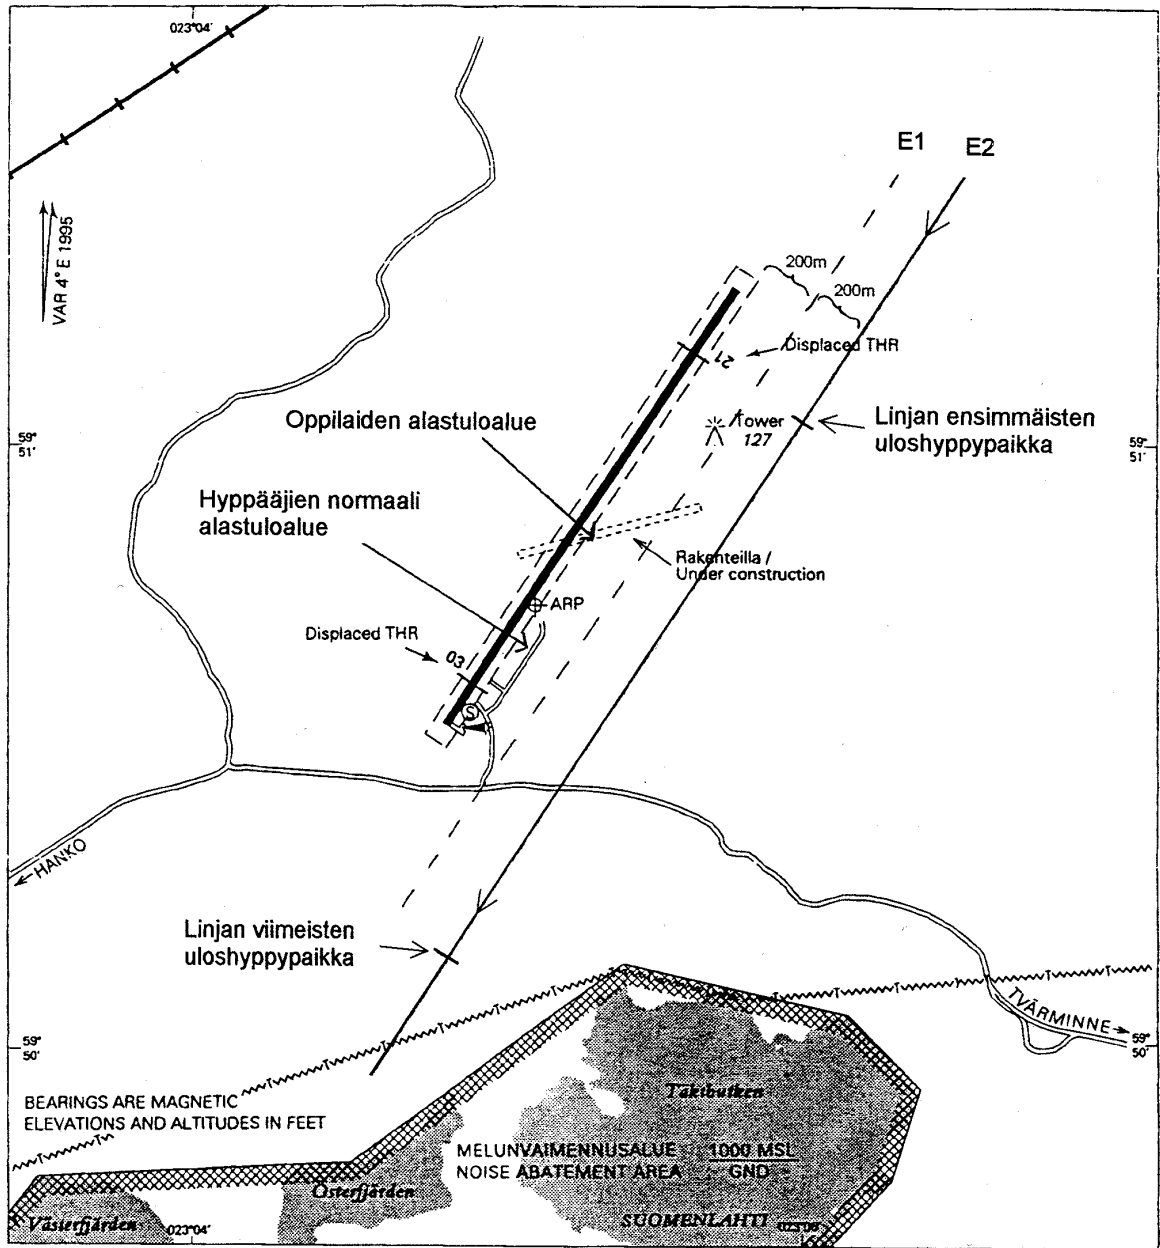 023°04'
E1
E2
VAR 4° E 1995
200m
200m
21
Displaced THR
Oppilaiden alastuloalue
Tower
127
Linjan ensimmäisten
uloshyppypaikka
59°
51'
59°
51'
Hyppääjien normaali
alastuloalue
Rakenteilla /
Under construction
ARP
Displaced THR
03
S
HANKO
Linjan viimeisten
uloshyppypaikka
TVÄRMINNE
59°
50'
59°
50'
BEARINGS ARE MAGNETIC
ELEVATIONS AND ALTITUDES IN FEET
Täktbukten
MELUNVAIMENNUSALUE 1000 MSL
NOISE ABATEMENT AREA GND
Österfjärden
Västerfjärden
023°04'
SUOMENLAHTI